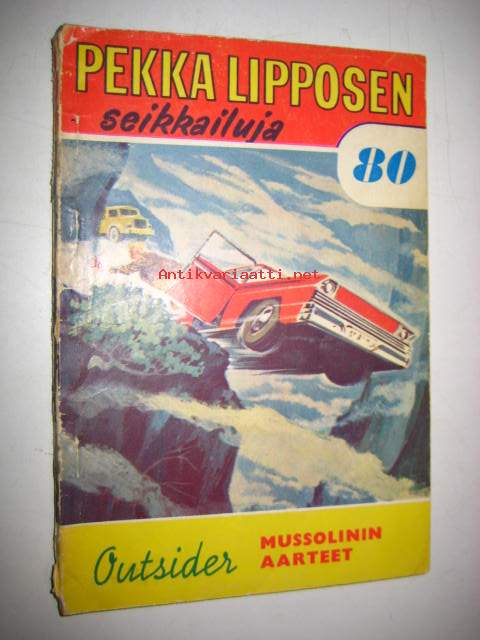 PEKKA LIPPOSEN
seikkailuja
80
Antikvariaatti.net
Outsider
MUSSOLININ
AARTEET